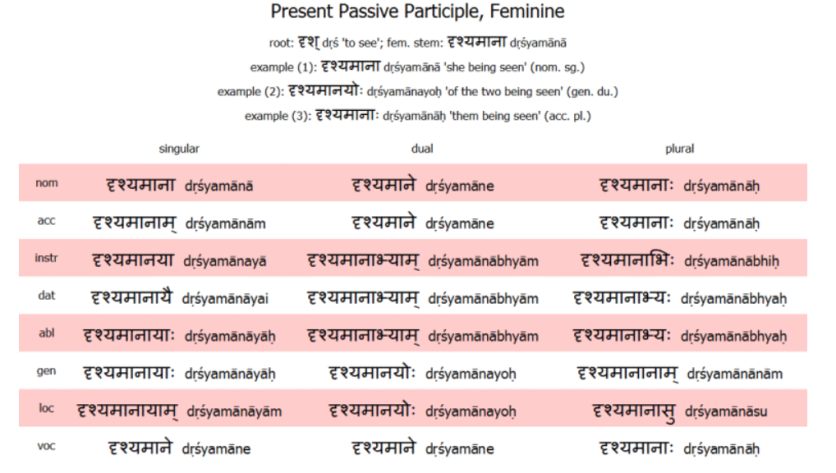 Present Passive Participle, Feminine
root: दृश् dṛś 'to see'; fem. stem: दृश्यमाना dṛśyamānā
example (1): दृश्यमाना dṛśyamānā 'she being seen' (nom. sg.)
example (2): दृश्यमानयोः dṛśyamānayoḥ 'of the two being seen' (gen. du.)
example (3): दृश्यमानाः dṛśyamānāḥ 'them being seen' (acc. pl.)
singular dual plural
nom दृश्यमाना dṛśyamānā दृश्यमाने dṛśyamāne दृश्यमानाः dṛśyamānāḥ
acc दृश्यमानाम् dṛśyamānām दृश्यमाने dṛśyamāne दृश्यमानाः dṛśyamānāḥ
instr दृश्यमानया dṛśyamānayā दृश्यमानाभ्याम् dṛśyamānābhyām दृश्यमानाभिः dṛśyamānābhiḥ
dat दृश्यमानायै dṛśyamānāyai दृश्यमानाभ्याम् dṛśyamānābhyām दृश्यमानाभ्यः dṛśyamānābhyaḥ
abl दृश्यमानायाः dṛśyamānāyāḥ दृश्यमानाभ्याम् dṛśyamānābhyām दृश्यमानाभ्यः dṛśyamānābhyaḥ
gen दृश्यमानायाः dṛśyamānāyāḥ दृश्यमानयोः dṛśyamānayoḥ दृश्यमानानाम् dṛśyamānānām
loc दृश्यमानायाम् dṛśyamānāyām दृश्यमानयोः dṛśyamānayoḥ दृश्यमानासु dṛśyamānāsu
voc दृश्यमाने dṛśyamāne दृश्यमाने dṛśyamāne दृश्यमानाः dṛśyamānāḥ